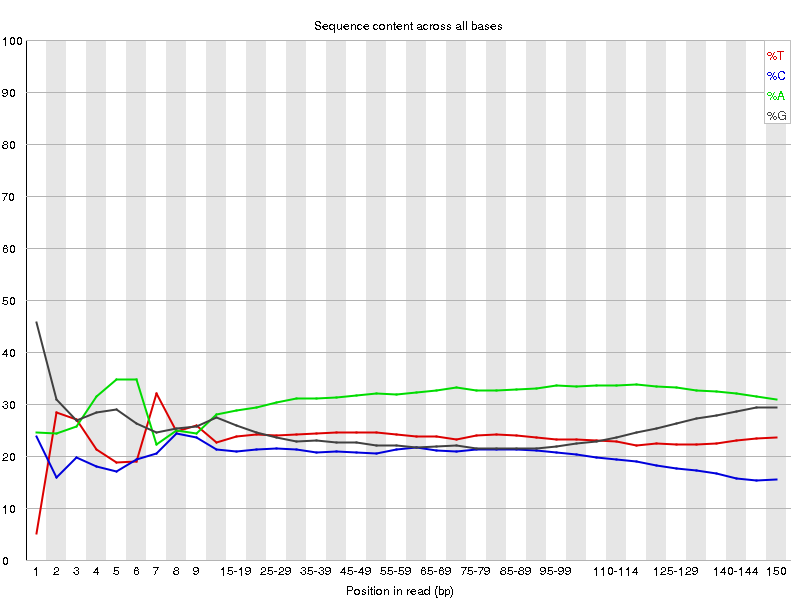 Sequence content across all bases
100
90
80
70
60
50
40
30
20
10
0
%T
%C
%A
%G
1 2 3 4 5 6 7 8 9 15-19 25-29 35-39 45-49 55-59 65-69 75-79 85-89 95-99 110-114 125-129 140-144 150
Position in read (bp)